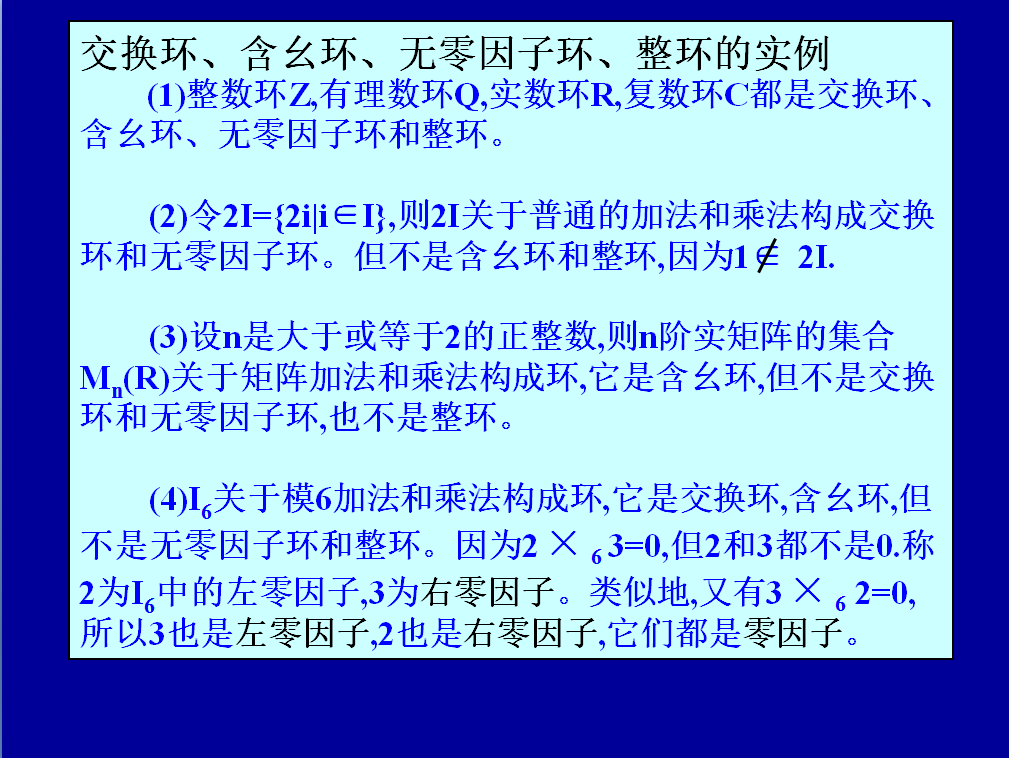 交换环、含幺环、无零因子环、整环的实例
(1)整数环Z,有理数环Q,实数环R,复数环C都是交换环、
含幺环、无零因子环和整环。
(2)令2I={2i|i∈I},则2I关于普通的加法和乘法构成交换
环和无零因子环。但不是含幺环和整环,因为1∉ 2I.
(3)设n是大于或等于2的正整数,则n阶实矩阵的集合
Mn(R)关于矩阵加法和乘法构成环,它是含幺环,但不是交换
环和无零因子环,也不是整环。
(4)I6关于模6加法和乘法构成环,它是交换环,含幺环,但
不是无零因子环和整环。因为2 × 6 3=0,但2和3都不是0.称
2为I6中的左零因子,3为右零因子。类似地,又有3 × 6 2=0,
所以3也是左零因子,2也是右零因子,它们都是零因子。